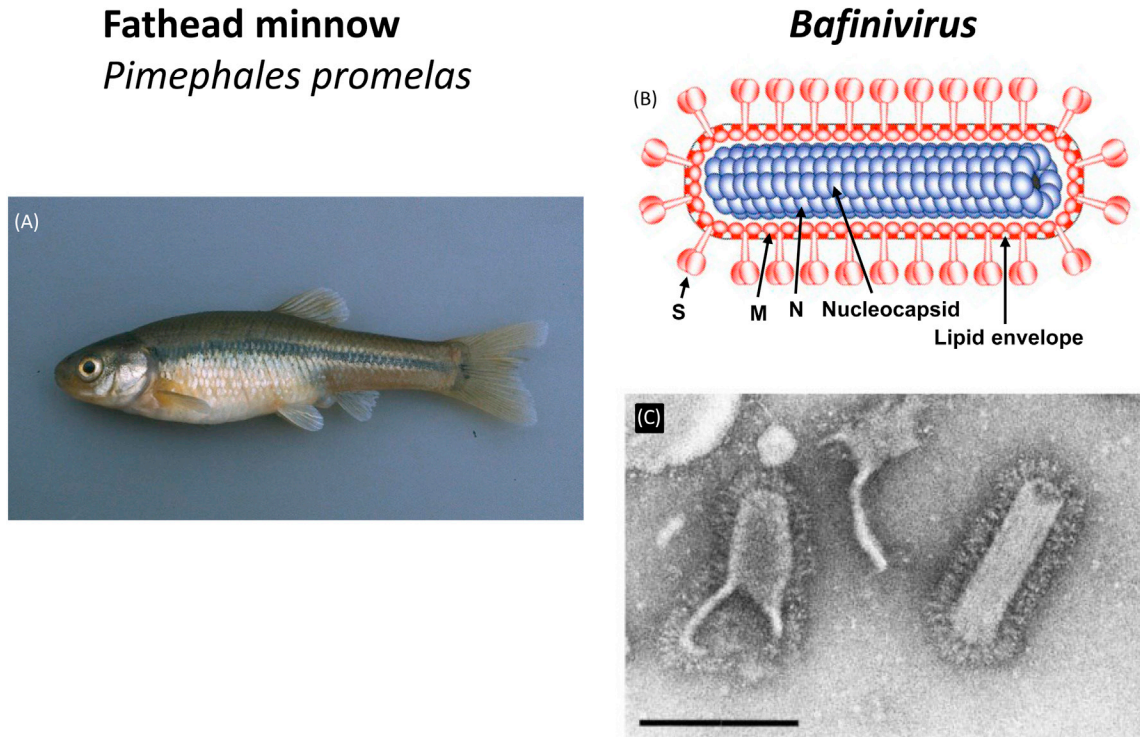 Fathead minnow
Pimephales promelas
Bafinivirus
(A)
(B)
S
M
N
Nucleocapsid
Lipid envelope
(C)